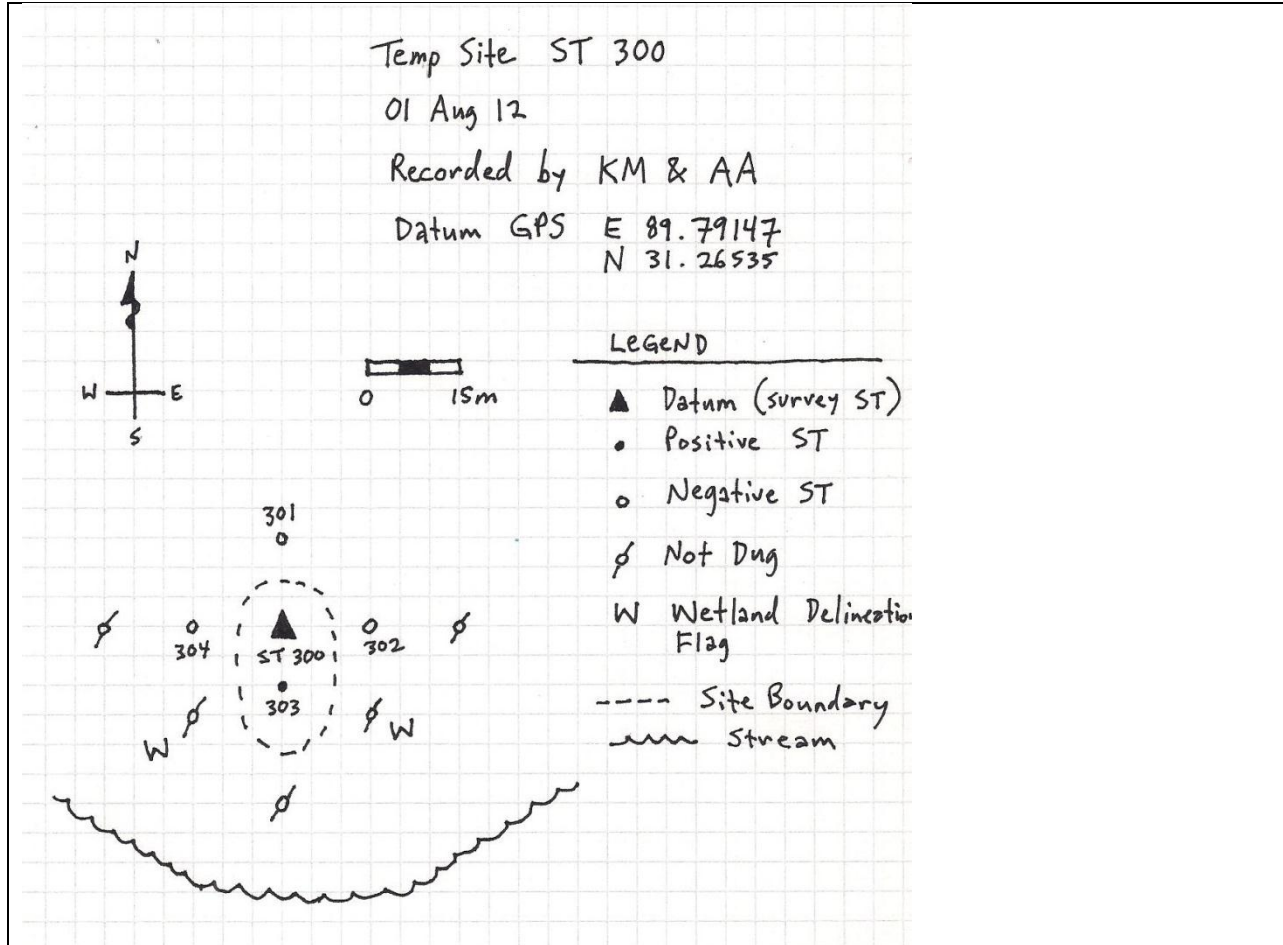 Temp Site ST 300
01 Aug 12
Recorded by KM & AA
Datum GPS E 89.79147
N 31.26535
N
W E
S
0 15m
LEGEND
Datum (survey ST)
Positive ST
Negative ST
Not Dug
W Wetland Delineation
Flag
Site Boundary
Stream
301
304
ST 300
302
303
W
W